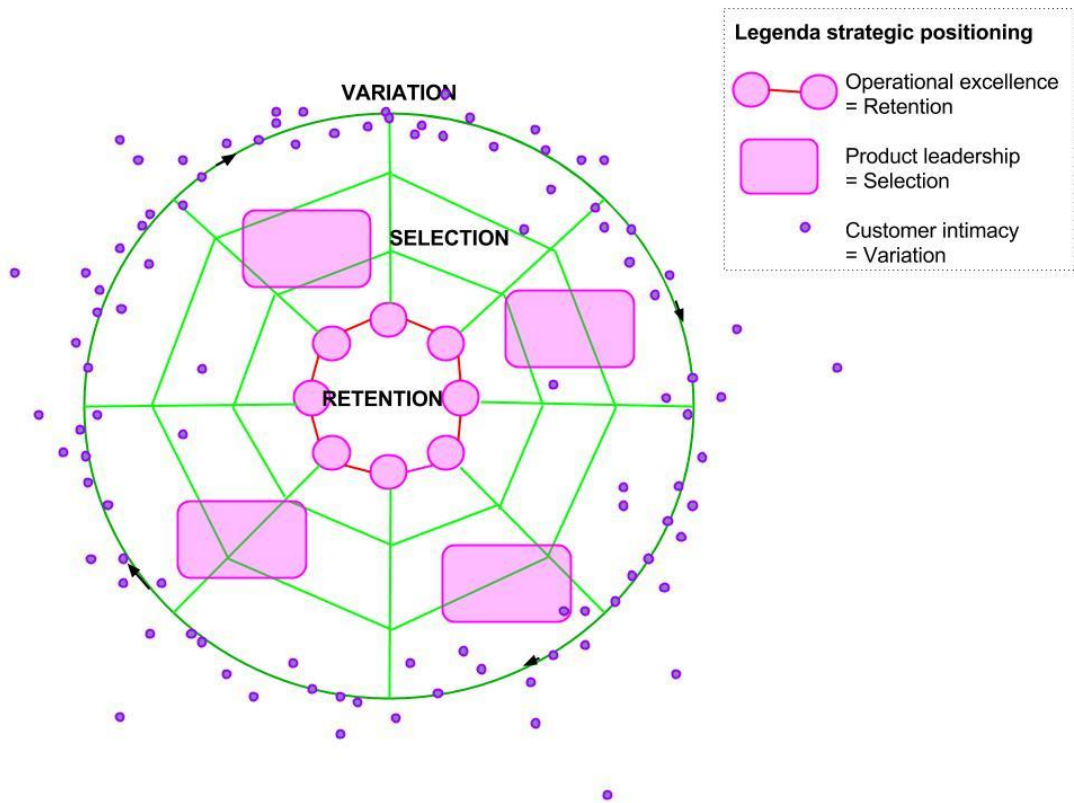 Legenda strategic positioning
Operational excellence
= Retention
Product leadership
= Selection
Customer intimacy
= Variation
VARIATION
SELECTION
RETENTION